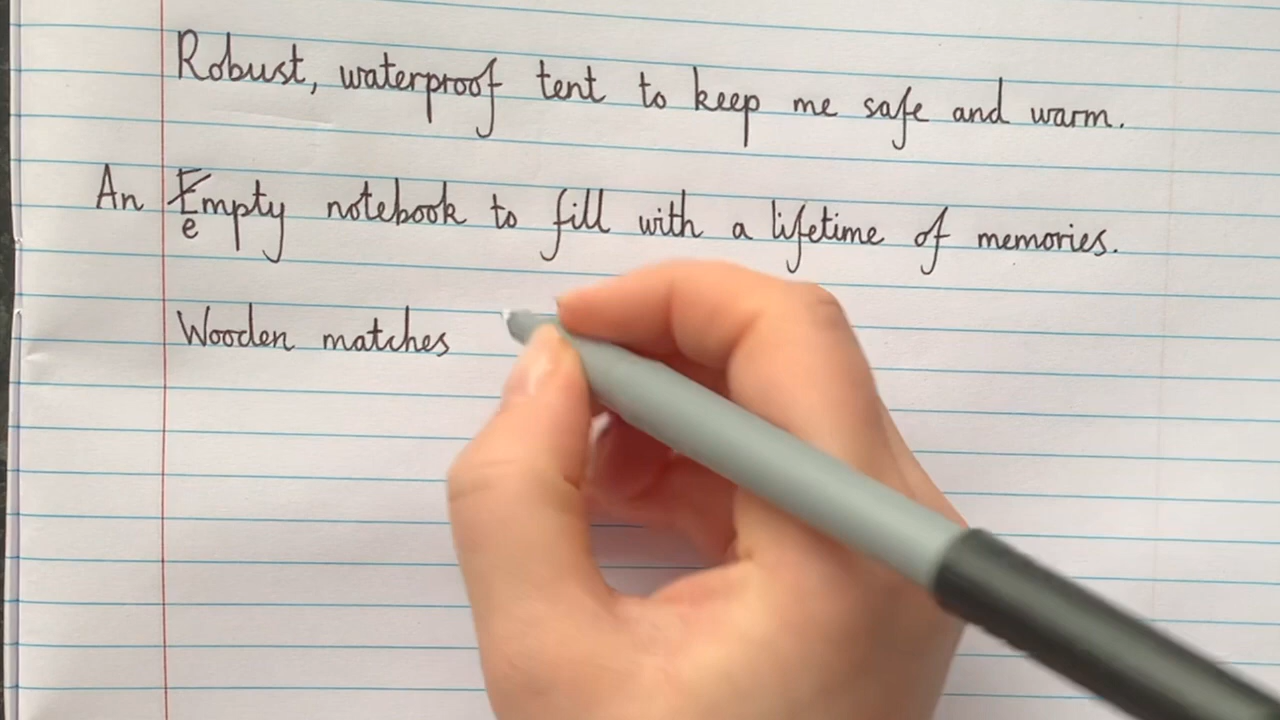 Robust, waterproof tent to keep me safe and warm.
An empty notebook to fill with a lifetime of memories.
Wooden matches